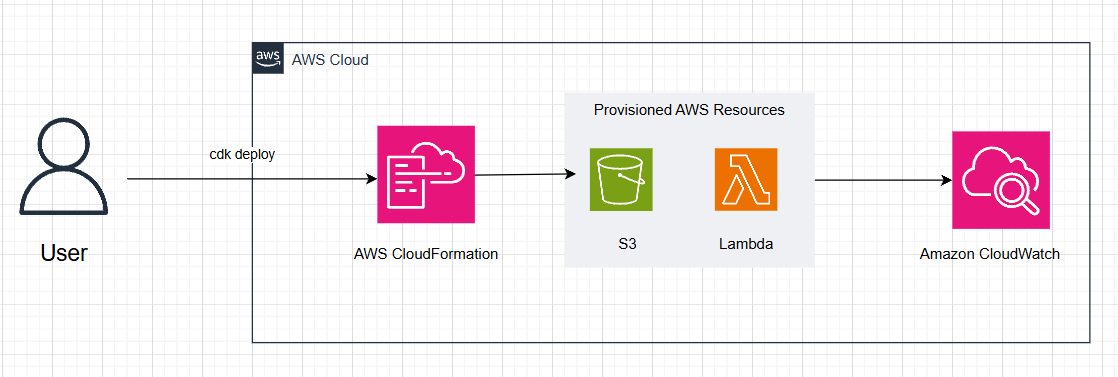 aws
AWS Cloud
Provisioned AWS Resources
cdk deploy
User
AWS CloudFormation
S3
Lambda
Amazon CloudWatch